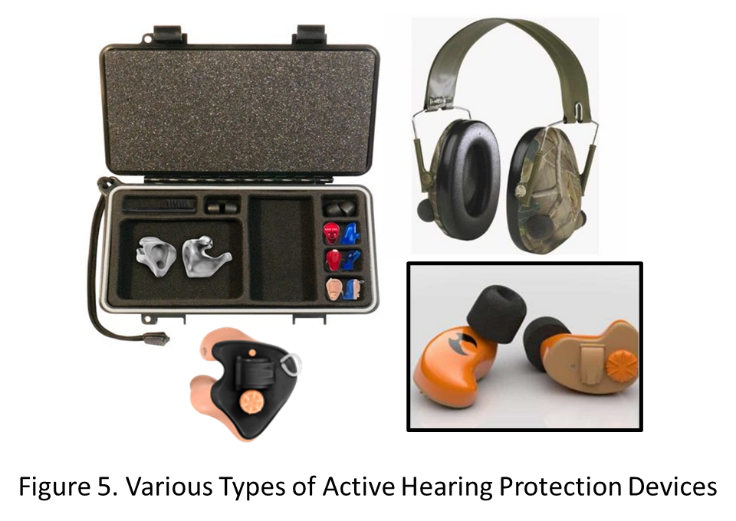 Figure 5. Various Types of Active Hearing Protection Devices